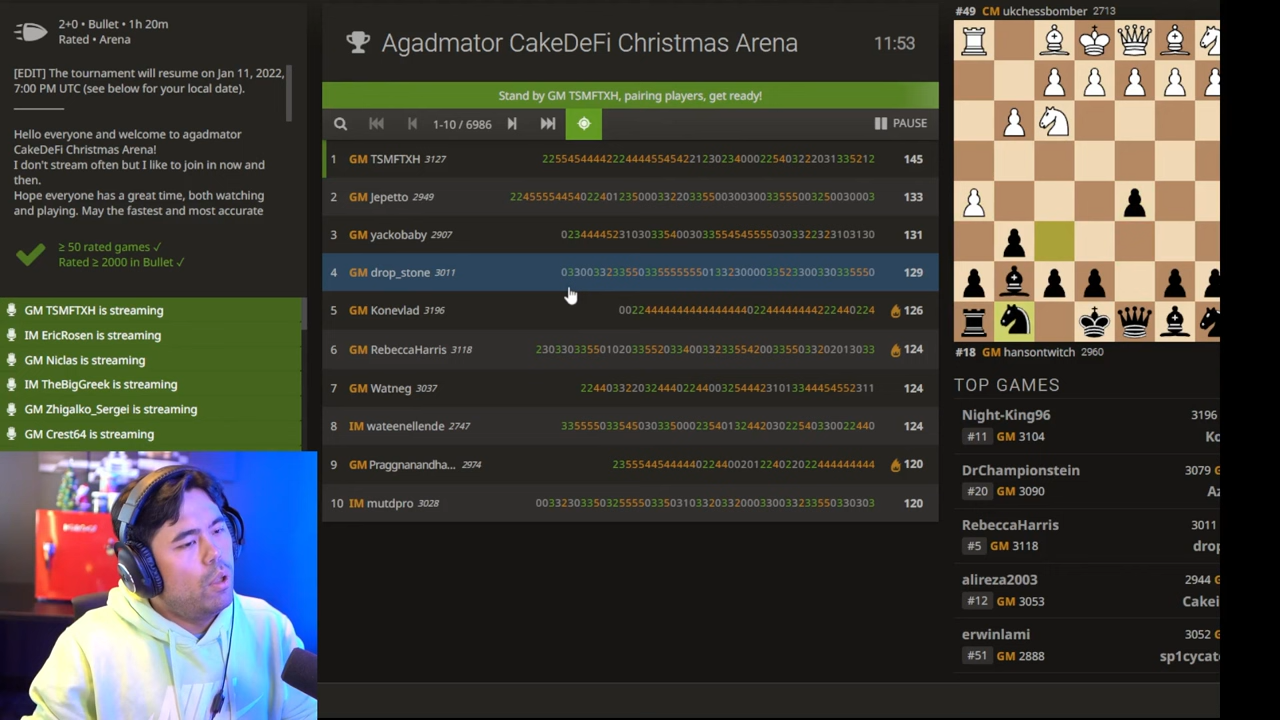 2+0 • Bullet • 1h 20m
Rated • Arena
[EDIT] The tournament will resume on Jan 11, 2022,
7:00 PM UTC (see below for your local date).
Hello everyone and welcome to agadmator
CakeDeFi Christmas Arena!
I don't stream often but I like to join in now and
then.
Hope everyone has a great time, both watching
and playing. May the fastest and most accurate
≥ 50 rated games ✓
Rated ≥ 2000 in Bullet ✓
GM TSMFTXH is streaming
IM EricRosen is streaming
GM Niclas is streaming
IM TheBigGreek is streaming
GM Zhigalko_Sergei is streaming
GM Crest64 is streaming
Agadmator CakeDeFi Christmas Arena 11:53
Stand by GM TSMFTXH, pairing players, get ready!
1-10 / 6986 PAUSE
1 GM TSMFTXH 3127 145
2 GM Jepetto 2949 133
3 GM yackobaby 2907 131
4 GM drop_stone 3011 129
5 GM Konevlad 3196 126
6 GM RebeccaHarris 3118 124
7 GM Watneg 3037 124
8 IM wateenellende 2747 124
9 GM Praggnanandha... 2974 120
10 IM mutdpro 3028 120
#49 CM ukchessbomber 2713
#18 GM hansontwitch 2960
TOP GAMES
Night-King96 3196
#11 GM 3104 Ko
DrChampionstein 3079
#20 GM 3090 Az
RebeccaHarris 3011
#5 GM 3118 drop
alireza2003 2944
#12 GM 3053 Cakei
erwinlami 3052
#51 GM 2888 sp1cycat